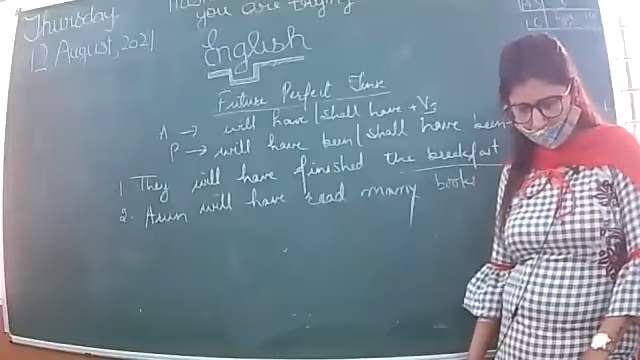 Thursday
12 August, 2021
you are trying
English
Future Perfect Tense
A → will have / shall have + V3
P → will have been / shall have been
1. They will have finished the breakfast
2. Arun will have read many books